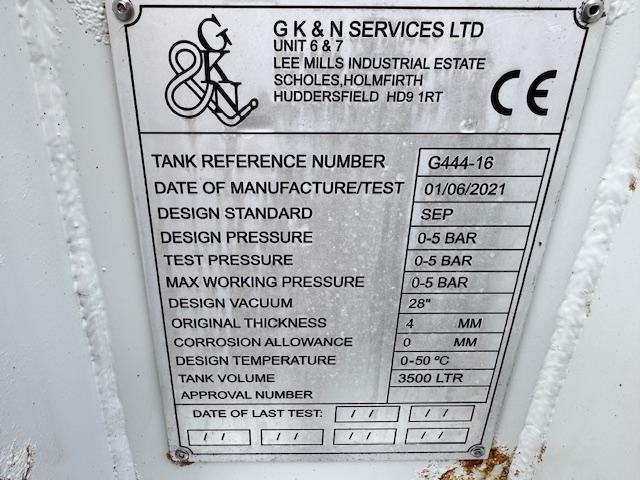 G
K
& N
G K & N SERVICES LTD
UNIT 6 & 7
LEE MILLS INDUSTRIAL ESTATE
SCHOLES,HOLMFIRTH
HUDDERSFIELD HD9 1RT
CE
TANK REFERENCE NUMBER G444-16
DATE OF MANUFACTURE/TEST 01/06/2021
DESIGN STANDARD SEP
DESIGN PRESSURE 0-5 BAR
TEST PRESSURE 0-5 BAR
MAX WORKING PRESSURE 0-5 BAR
DESIGN VACUUM 28"
ORIGINAL THICKNESS 4 MM
CORROSION ALLOWANCE 0 MM
DESIGN TEMPERATURE 0-50 ºC
TANK VOLUME 3500 LTR
APPROVAL NUMBER
DATE OF LAST TEST: / / / /
/ / / / / / / /